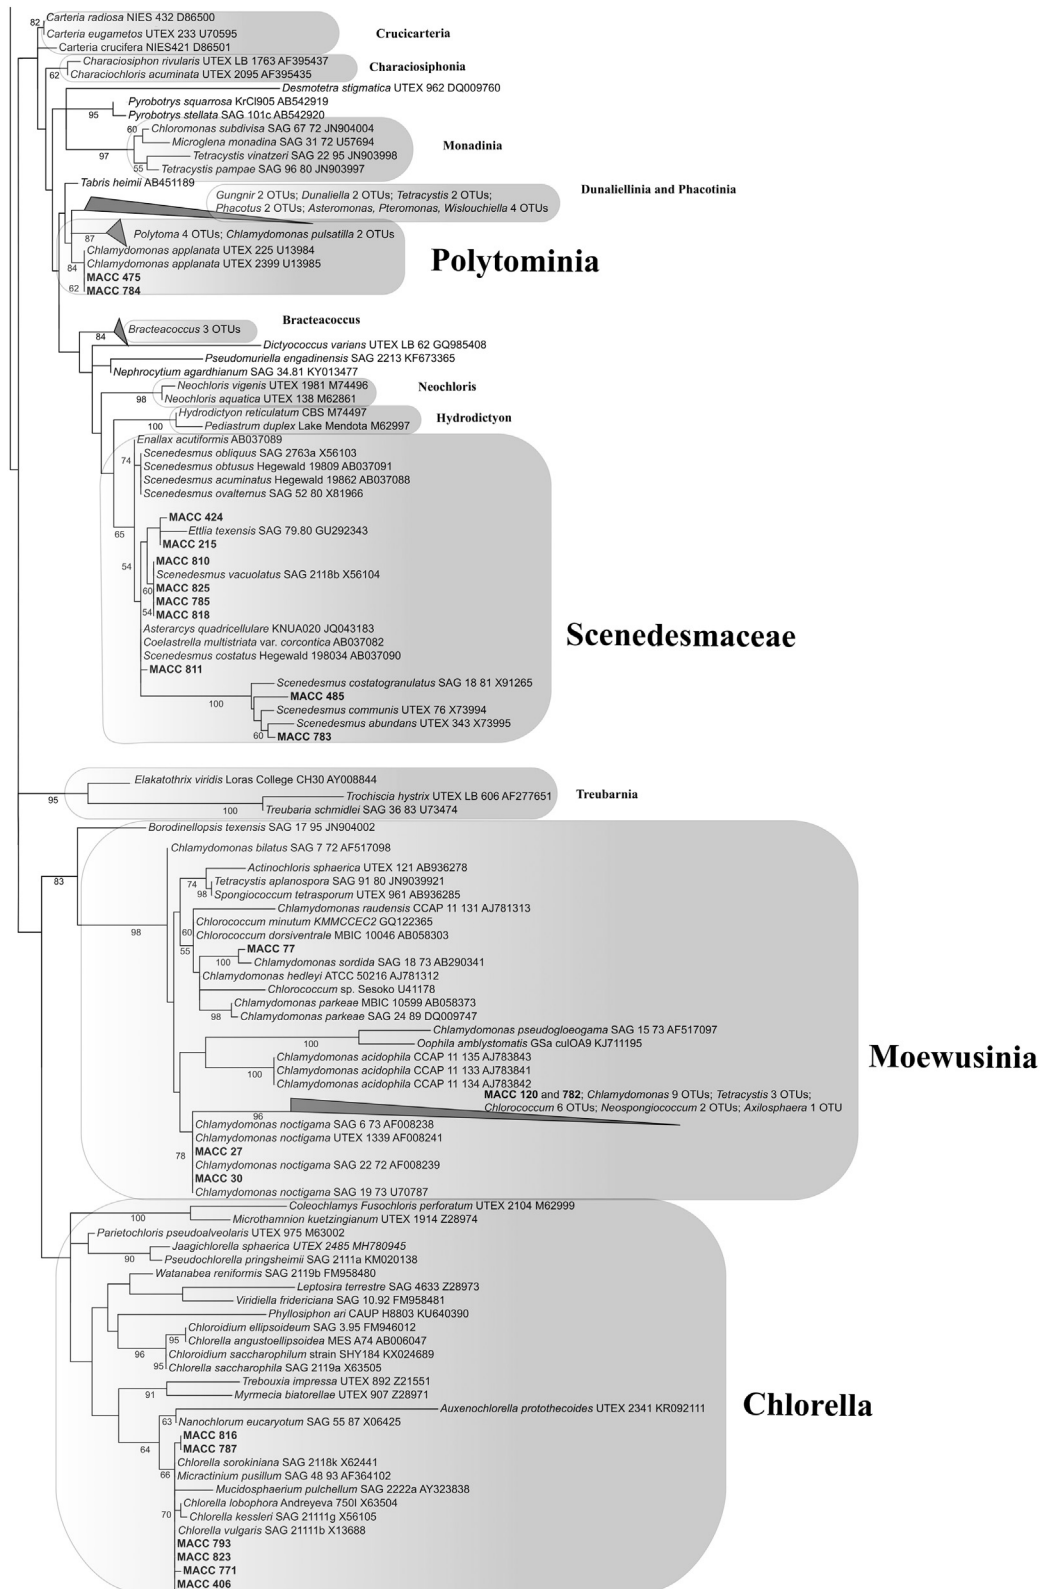 82
Carteria radiosa NIES 432 D86500
Carteria eugametos UTEX 233 U70595
Carteria crucifera NIES421 D86501
Crucicarteria
62
Characiosiphon rivularis UTEX LB 1763 AF395437
Characiochloris acuminata UTEX 2095 AF395435
Characiosiphonia
Desmotetra stigmatica UTEX 962 DQ009760
95
Pyrobotrys squarrosa KrCl905 AB542919
Pyrobotrys stellata SAG 101c AB542920
60
Chloromonas subdivisa SAG 67 72 JN904004
Microglena monadina SAG 31 72 U57694
Monadinia
97
Tetracystis vinatzeri SAG 22 95 JN903998
55
Tetracystis pampae SAG 96 80 JN903997
Tabris heimii AB451189
Dunaliellinia and Phacotinia
Gungnir 2 OTUs; Dunaliella 2 OTUs; Tetracystis 2 OTUs;
Phacotus 2 OTUs; Asteromonas, Pteromonas, Wislouchiella 4 OTUs
87
Polytoma 4 OTUs; Chlamydomonas pulsatilla 2 OTUs
Chlamydomonas applanata UTEX 225 U13984
84
Chlamydomonas applanata UTEX 2399 U13985
Polytominia
MACC 475
62
MACC 784
84
Bracteacoccus 3 OTUs
Bracteacoccus
Dictyococcus varians UTEX LB 62 GQ985408
Pseudomuriella engadinensis SAG 2213 KF673365
Nephrocytium agardhianum SAG 34.81 KY013477
98
Neochloris vigenis UTEX 1981 M74496
Neochloris aquatica UTEX 138 M62861
Neochloris
100
Hydrodictyon reticulatum CBS M74497
Pediastrum duplex Lake Mendota M62997
Hydrodictyon
Enallax acutiformis AB037089
74
Scenedesmus obliquus SAG 2763a X56103
Scenedesmus obtusus Hegewald 19809 AB037091
Scenedesmus acuminatus Hegewald 19862 AB037088
Scenedesmus ovalternus SAG 52 80 X81966
65
MACC 424
Ettlia texensis SAG 79.80 GU292343
MACC 215
54
MACC 810
Scenedesmus vacuolatus SAG 2118b X56104
60
MACC 825
MACC 785
54
MACC 818
Asterarcys quadricellulare KNUA020 JQ043183
Coelastrella multistriata var. corcontica AB037082
Scenedesmus costatus Hegewald 198034 AB037090
MACC 811
Scenedesmaceae
100
Scenedesmus costatogranulatus SAG 18 81 X91265
MACC 485
Scenedesmus communis UTEX 76 X73994
Scenedesmus abundans UTEX 343 X73995
60
MACC 783
95
Elakatothrix viridis Loras College CH30 AY008844
Trochiscia hystrix UTEX LB 606 AF277651
100
Treubaria schmidlei SAG 36 83 U73474
Treubarnia
Borodinellopsis texensis SAG 17 95 JN904002
83
Chlamydomonas bilatus SAG 7 72 AF517098
98
Actinochloris sphaerica UTEX 121 AB936278
74
Tetracystis aplanospora SAG 91 80 JN9039921
98
Spongiococcum tetrasporum UTEX 961 AB936285
Chlamydomonas raudensis CCAP 11 131 AJ781313
Chlorococcum minutum KMMCCEC2 GQ122365
60
Chlorococcum dorsiventrale MBIC 10046 AB058303
55
MACC 77
100
Chlamydomonas sordida SAG 18 73 AB290341
Chlamydomonas hedleyi ATCC 50216 AJ781312
Chlorococcum sp. Sesoko U41178
Chlamydomonas parkeae MBIC 10599 AB058373
98
Chlamydomonas parkeae SAG 24 89 DQ009747
Chlamydomonas pseudogloeogama SAG 15 73 AF517097
100
Oophila amblystomatis GSa culOA9 KJ711195
Chlamydomonas acidophila CCAP 11 135 AJ783843
100
Chlamydomonas acidophila CCAP 11 133 AJ783841
Chlamydomonas acidophila CCAP 11 134 AJ783842
Moewusinia
MACC 120 and 782; Chlamydomonas 9 OTUs; Tetracystis 3 OTUs;
Chlorococcum 6 OTUs; Neospongiococcum 2 OTUs; Axilosphaera 1 OTU
96
Chlamydomonas noctigama SAG 6 73 AF008238
Chlamydomonas noctigama UTEX 1339 AF008241
78
MACC 27
Chlamydomonas noctigama SAG 22 72 AF008239
MACC 30
Chlamydomonas noctigama SAG 19 73 U70787
Coleochlamys Fusochloris perforatum UTEX 2104 M62999
100
Microthamnion kuetzingianum UTEX 1914 Z28974
Parietochloris pseudoalveolaris UTEX 975 M63002
Jaagichlorella sphaerica UTEX 2485 MH780945
90
Pseudochlorella pringsheimii SAG 2111a KM020138
Watanabea reniformis SAG 2119b FM958480
Leptosira terrestre SAG 4633 Z28973
Viridiella fridericiana SAG 10.92 FM958481
Phyllosiphon ari CAUP H8803 KU640390
Chloroidium ellipsoideum SAG 3.95 FM946012
95
Chlorella angustoellipsoidea MES A74 AB006047
96
Chloroidium saccharophilum strain SHY184 KX024689
95
Chlorella saccharophila SAG 2119a X63505
Trebouxia impressa UTEX 892 Z21551
91
Myrmecia biatorellae UTEX 907 Z28971
Chlorella
Auxenochlorella protothecoides UTEX 2341 KR092111
63
Nanochlorum eucaryotum SAG 55 87 X06425
MACC 816
64
MACC 787
Chlorella sorokiniana SAG 2118k X62441
66
Micractinium pusillum SAG 48 93 AF364102
Mucidosphaerium pulchellum SAG 2222a AY323838
Chlorella lobophora Andreyeva 750I X63504
70
Chlorella kessleri SAG 21111g X56105
Chlorella vulgaris SAG 21111b X13688
MACC 793
MACC 823
MACC 771
MACC 406